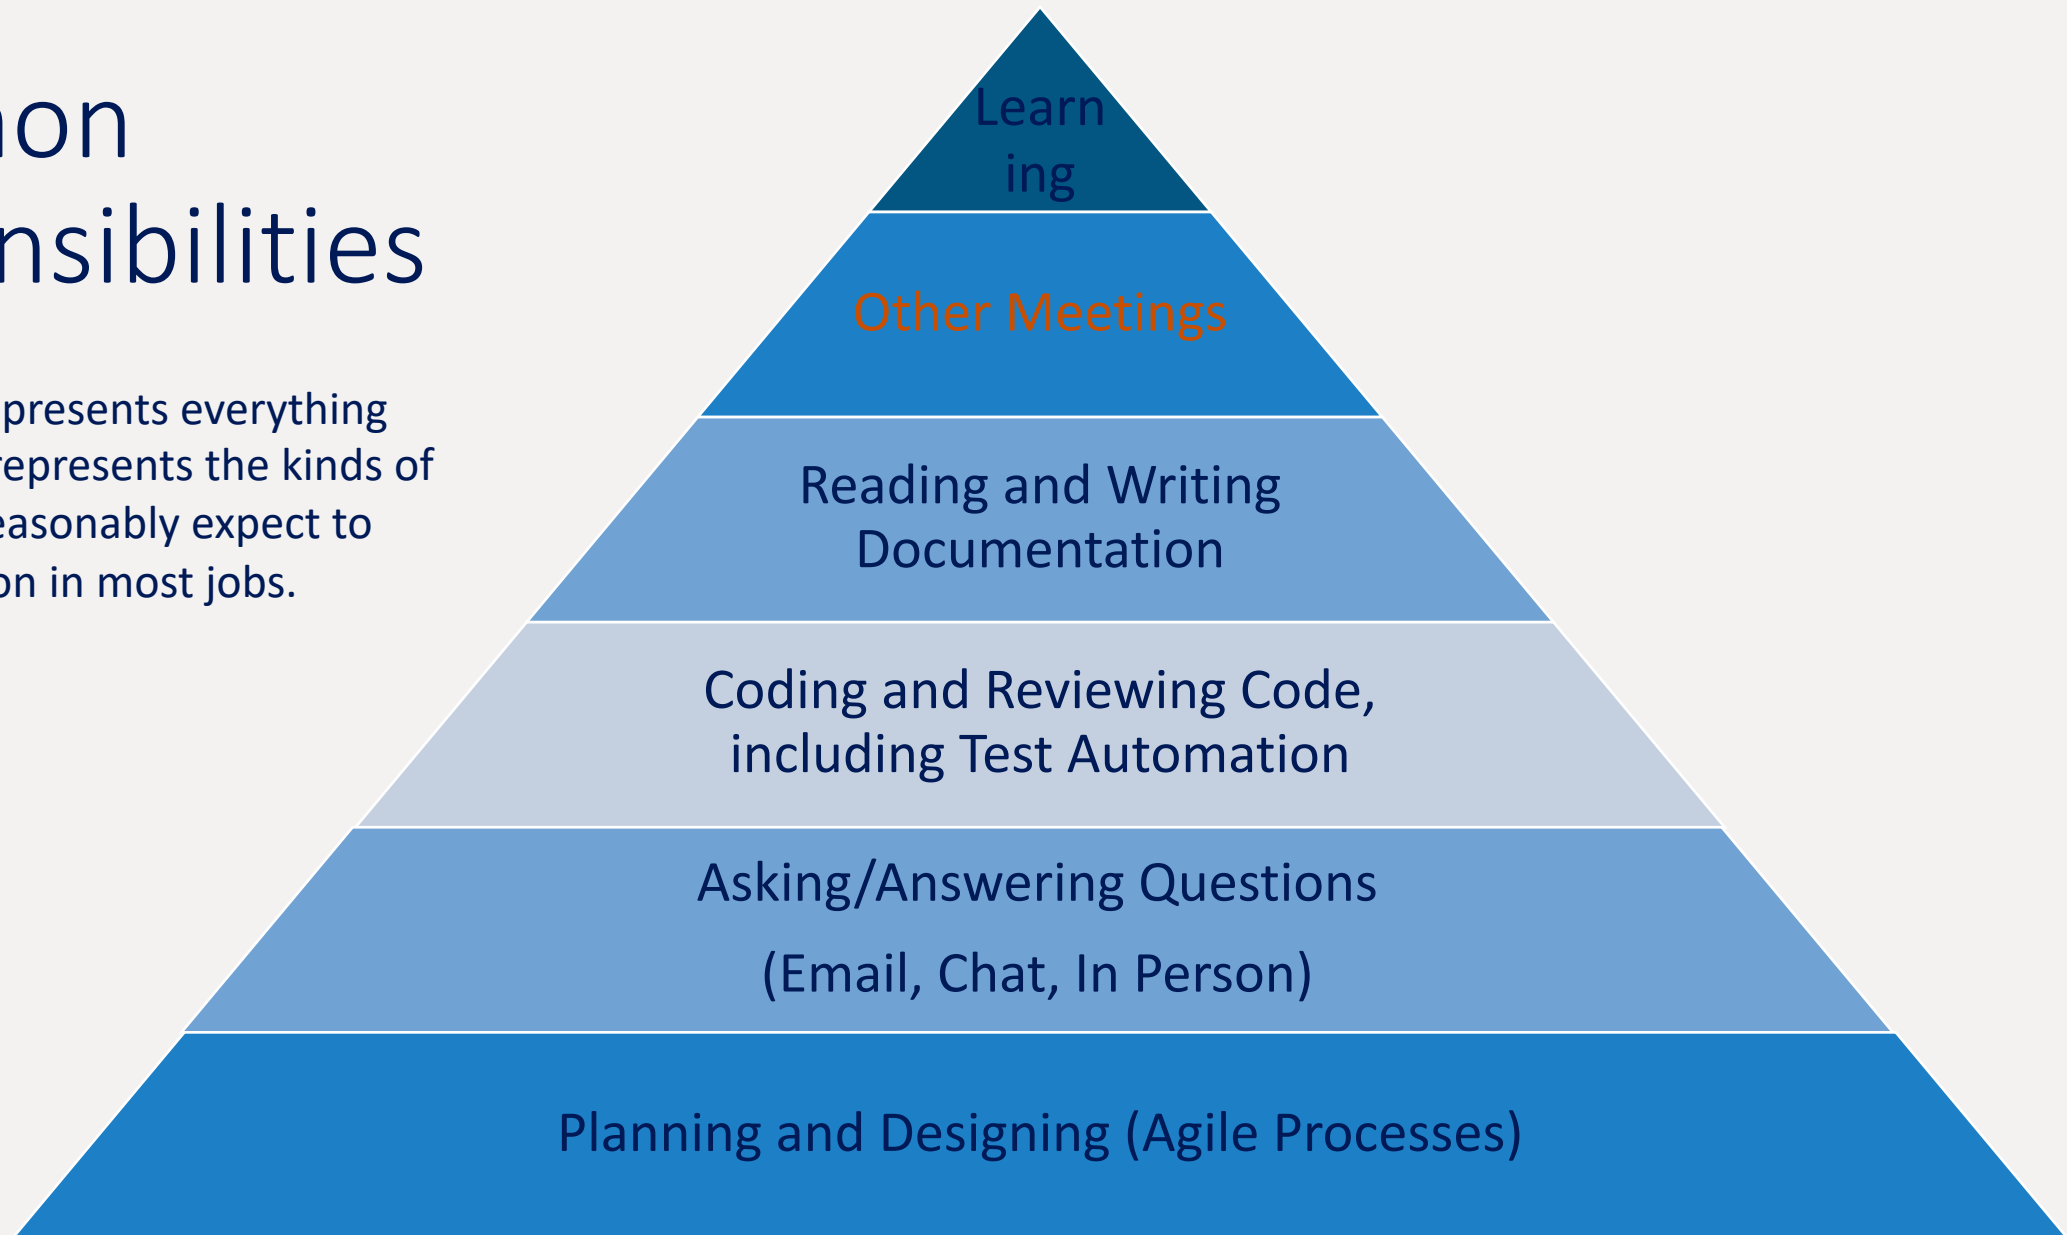 non
nsibilities
presents everything
represents the kinds of
easonably expect to
on in most jobs.
Learn
ing
Other Meetings
Reading and Writing
Documentation
Coding and Reviewing Code,
including Test Automation
Asking/Answering Questions
(Email, Chat, In Person)
Planning and Designing (Agile Processes)